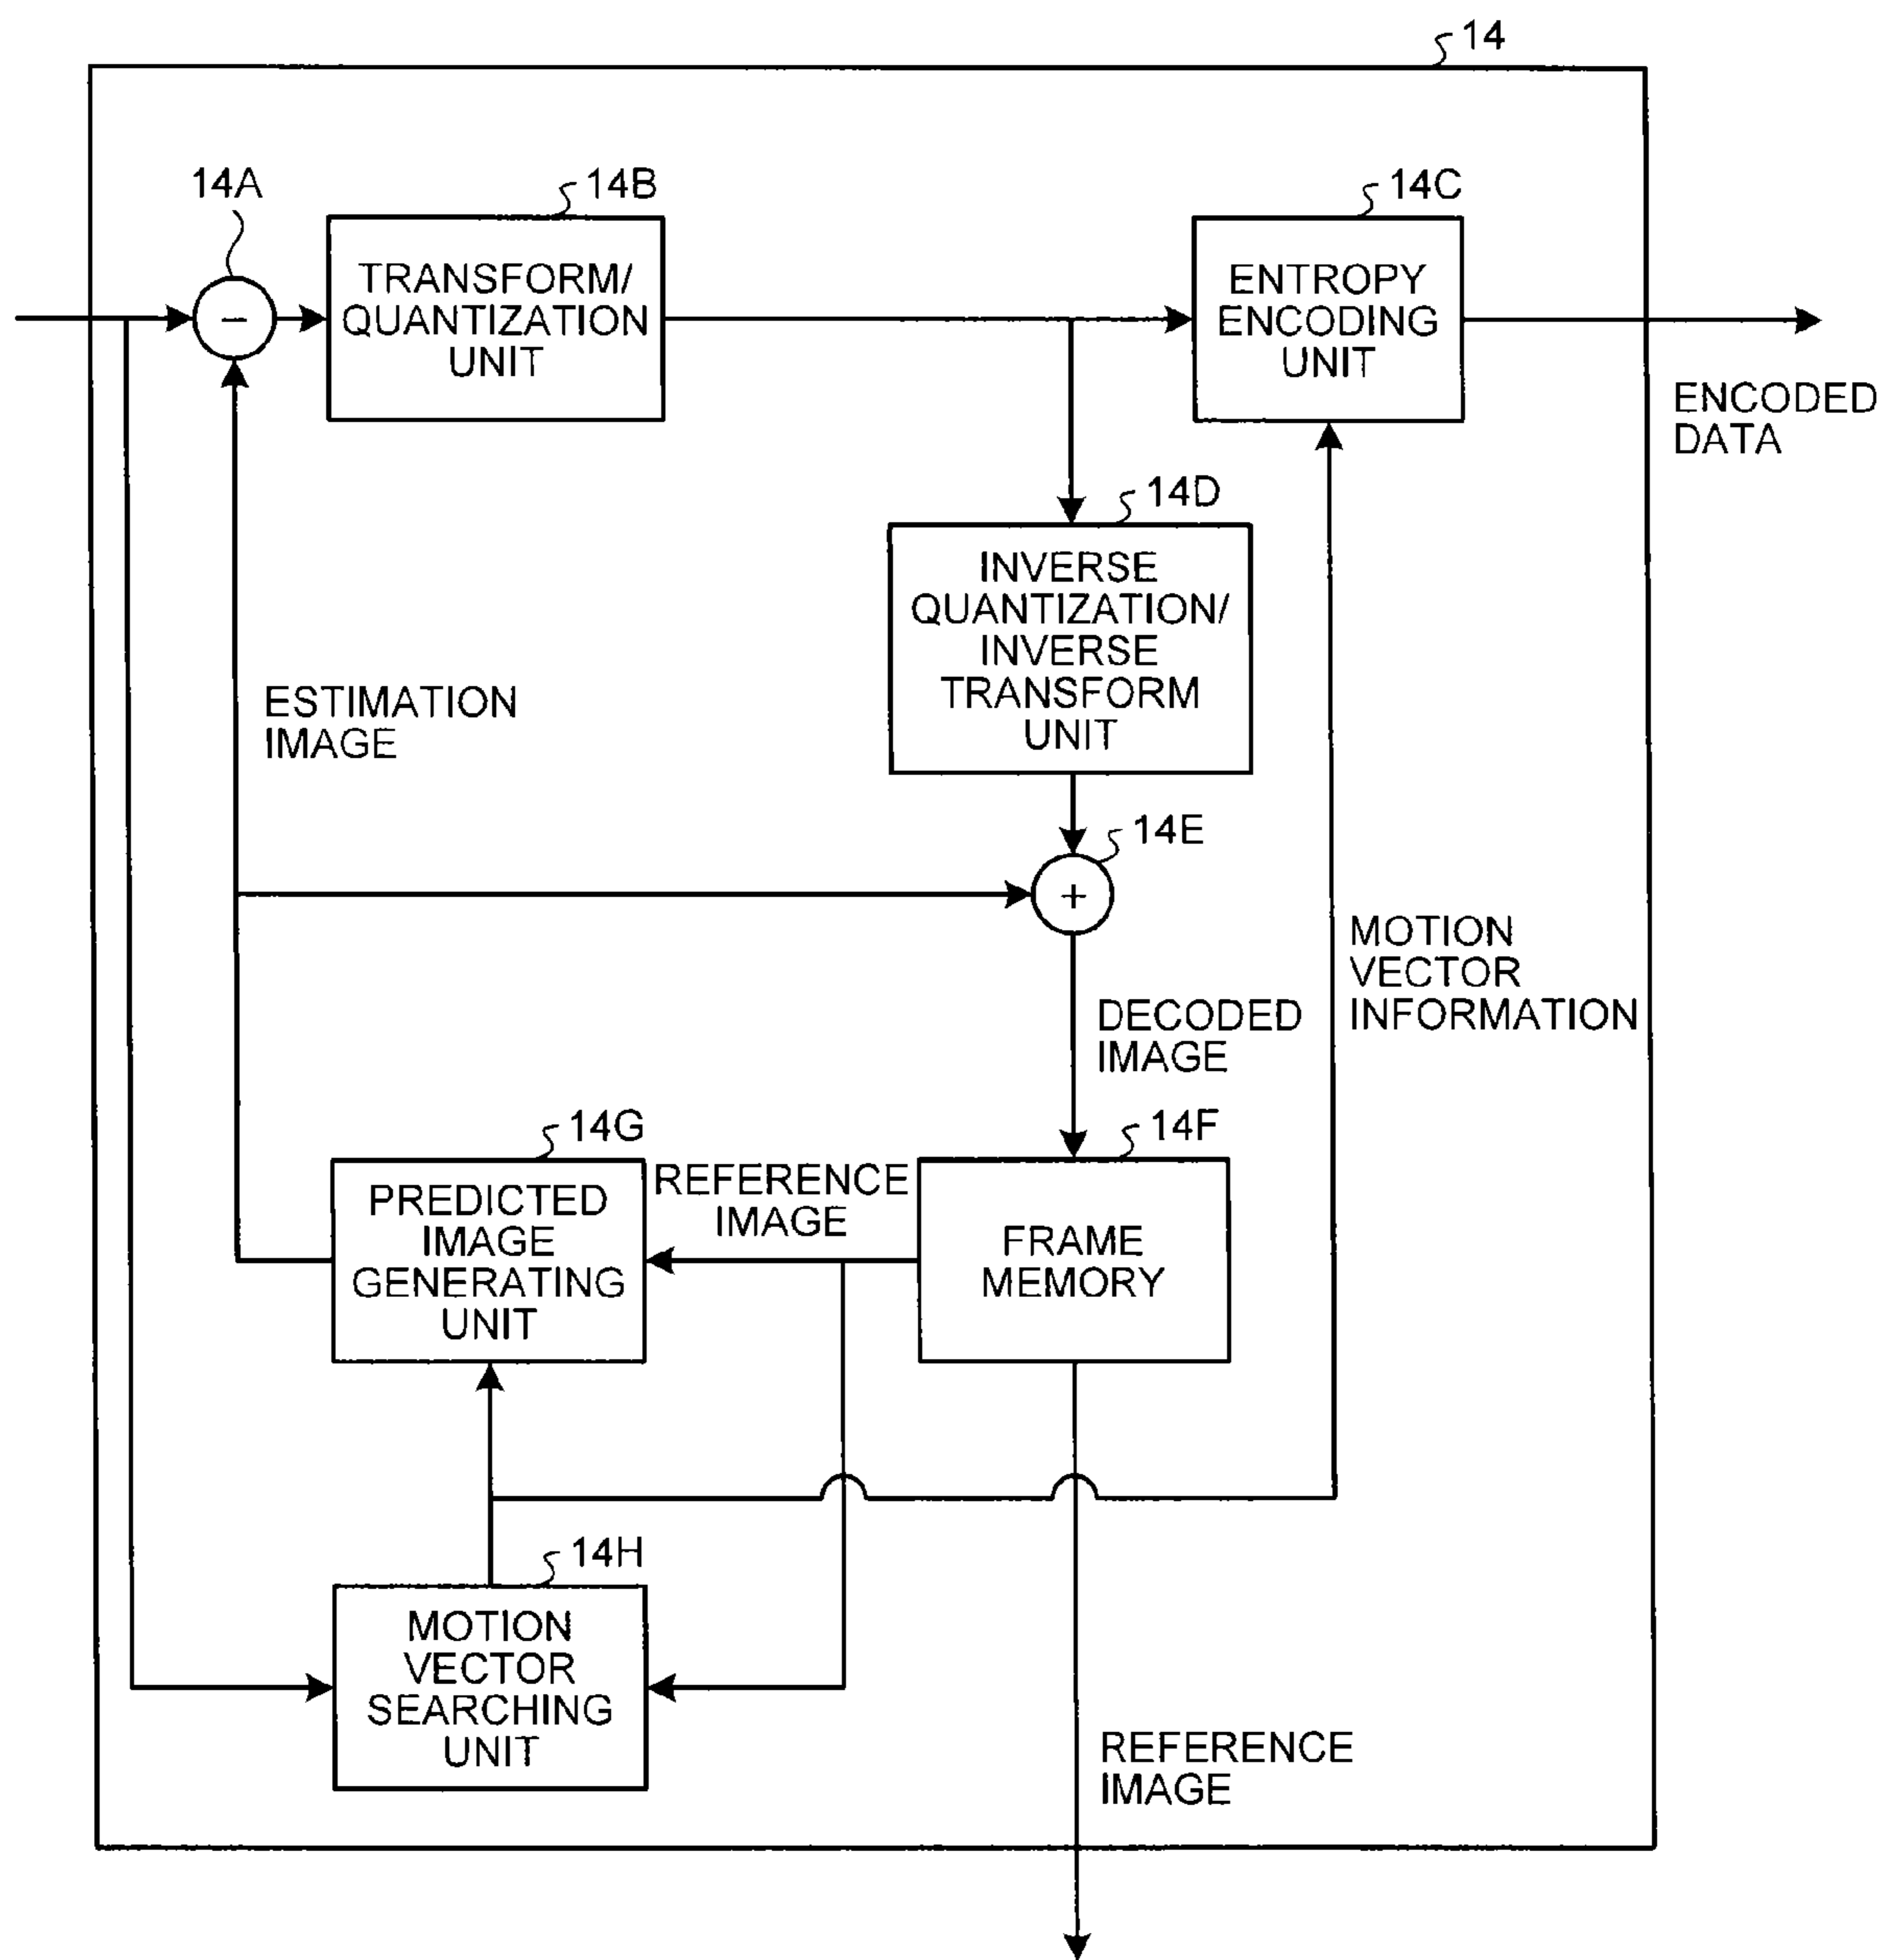 14
14A
14B
14C
TRANSFORM/
QUANTIZATION
UNIT
ENTROPY
ENCODING
UNIT
−
ENCODED
DATA
14D
INVERSE
QUANTIZATION/
INVERSE
TRANSFORM
UNIT
ESTIMATION
IMAGE
14E
+
MOTION
VECTOR
INFORMATION
DECODED
IMAGE
14G
14F
PREDICTED
IMAGE
GENERATING
UNIT
REFERENCE
IMAGE
FRAME
MEMORY
14H
MOTION
VECTOR
SEARCHING
UNIT
REFERENCE
IMAGE